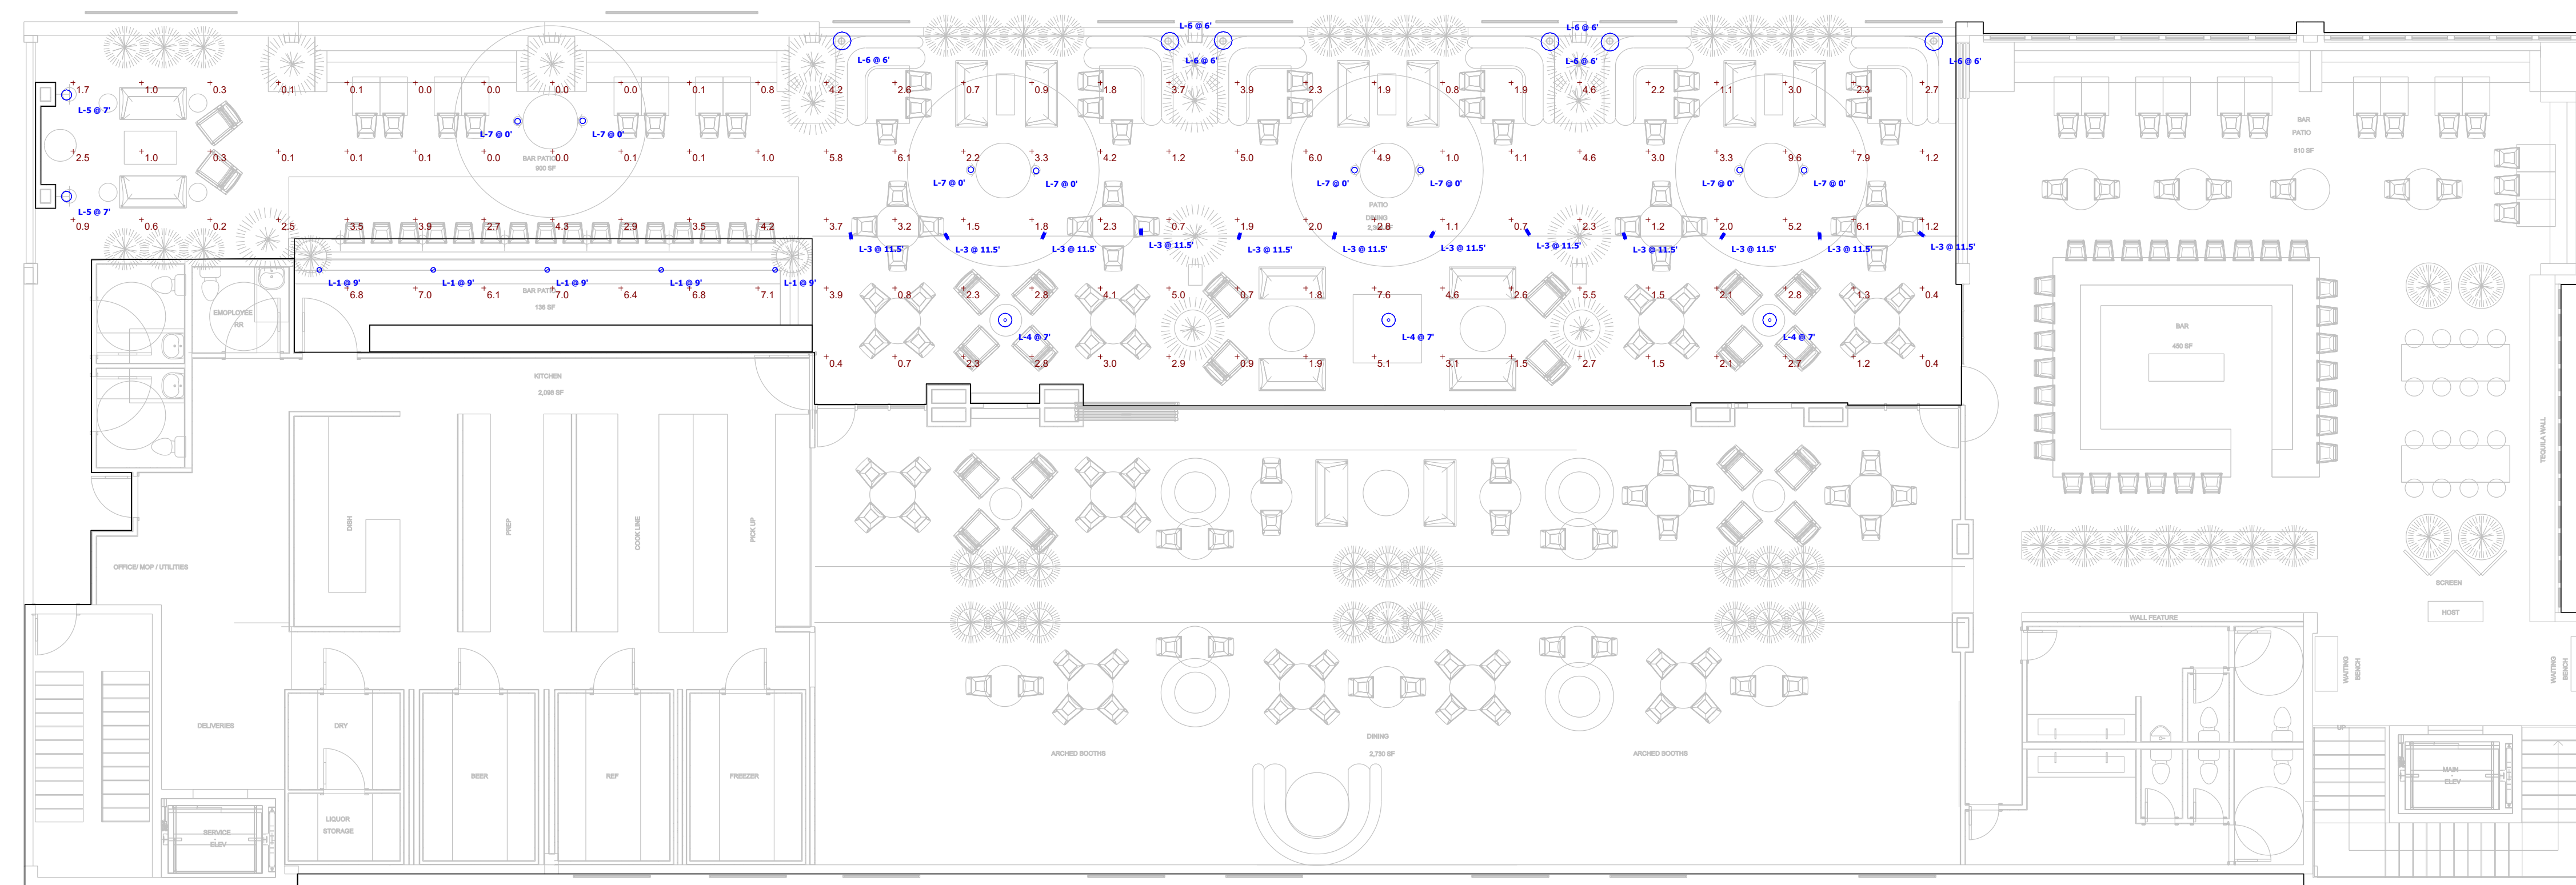 L-6 @ 6'
L-6 @ 6'
L-6 @ 6'
L-6 @ 6'
L-6 @ 6'
L-6 @ 6'
1.7 1.0 0.3 0.1 0.1 0.0 0.0 0.0 0.0 0.1 0.8 4.2 2.6 0.7 0.9 1.8 3.7 3.9 2.3 1.9 0.8 1.9 4.6 2.2 1.1 3.0 2.3 2.7
L-5 @ 7'
L-7 @ 0' L-7 @ 0'
BAR
PATIO
810 SF
2.5 1.0 0.3 0.1 0.1 0.1 0.0 0.0 0.1 0.1 1.0 5.8 6.1 2.2 3.3 4.2 1.2 5.0 6.0 4.9 1.0 1.1 4.6 3.0 3.3 9.6 7.9 1.2
BAR PATIO
900 SF
L-7 @ 0' L-7 @ 0' L-7 @ 0' L-7 @ 0' L-7 @ 0' L-7 @ 0'
L-5 @ 7'
PATIO
DINING
0.9 0.6 0.2 2.5 3.5 3.9 2.7 4.3 2.9 3.5 4.2 3.7 3.2 1.5 1.8 2.3 0.7 1.9 2.0 2.8 1.1 0.7 2.3 1.2 2.0 5.2 6.1 1.2
L-3 @ 11.5' L-3 @ 11.5' L-3 @ 11.5' L-3 @ 11.5' L-3 @ 11.5' L-3 @ 11.5' L-3 @ 11.5' L-3 @ 11.5' L-3 @ 11.5' L-3 @ 11.5' L-3 @ 11.5' L-3 @ 11.5'
L-1 @ 9' L-1 @ 9' L-1 @ 9' L-1 @ 9' L-1 @ 9'
BAR PATIO
136 SF
6.8 7.0 6.1 7.0 6.4 6.8 7.1 3.9 0.8 2.3 2.8 4.1 5.0 0.7 1.8 7.6 4.6 2.6 5.5 1.5 2.1 2.8 1.3 0.4
EMOPLOYEE
RR
BAR
450 SF
L-4 @ 7' L-4 @ 7' L-4 @ 7'
0.4 0.7 2.3 2.8 3.0 2.9 0.9 1.9 5.1 3.1 1.5 2.7 1.5 2.1 2.7 1.2 0.4
KITCHEN
2,098 SF
TEQUILA WALL
DISH
PREP
COOK LINE
PICK UP
OFFICE/ MOP / UTILITIES
SCREEN
HOST
WALL FEATURE
WAITING
BENCH
WAITING
BENCH
DELIVERIES
DRY
UP
DINING
2,730 SF
ARCHED BOOTHS
ARCHED BOOTHS
BEER
REF
FREEZER
MAIN
ELEV
LIQUOR
STORAGE
SERVICE
ELEV